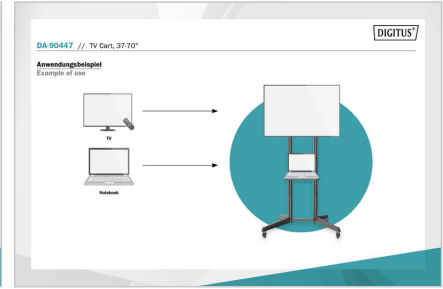 DIGITUS®
DA-90447 // TV Cart, 37-70"
Anwendungsbeispiel
Example of use
TV
Notebook